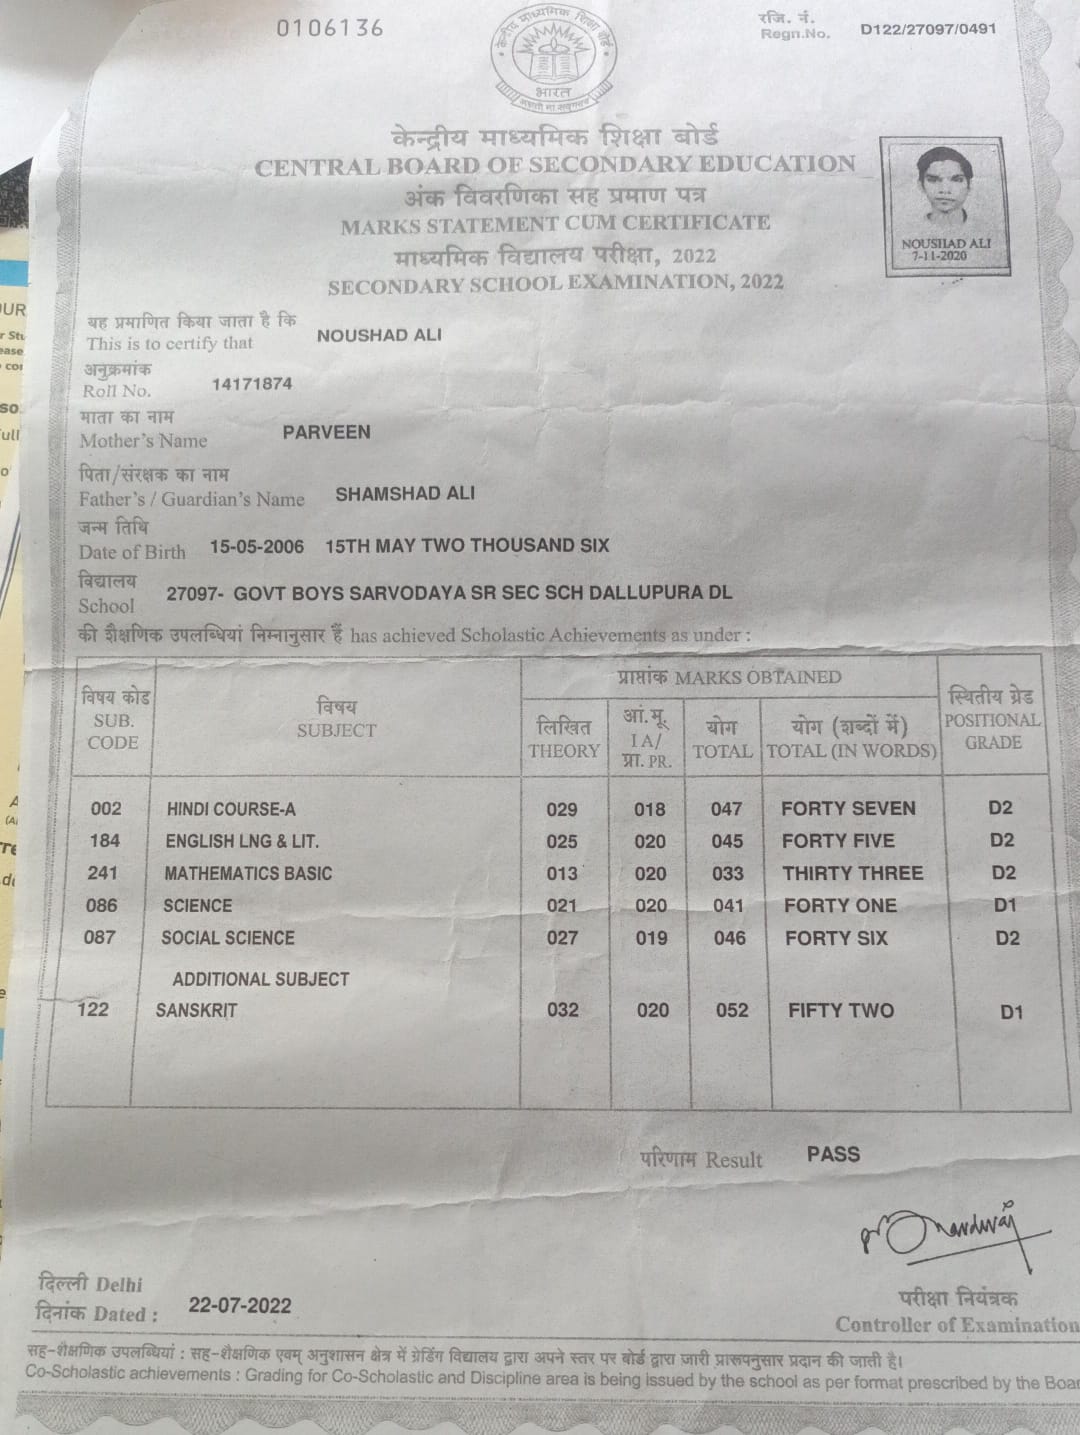 0106136
केन्द्रीय माध्यमिक शिक्षा बोर्ड
भारत
असतो मा सद्गमय
रजि. नं.
Regn.No. D122/27097/0491
केन्द्रीय माध्यमिक शिक्षा बोर्ड
CENTRAL BOARD OF SECONDARY EDUCATION
अंक विवरणिका सह प्रमाण पत्र
MARKS STATEMENT CUM CERTIFICATE
माध्यमिक विद्यालय परीक्षा, 2022
SECONDARY SCHOOL EXAMINATION, 2022
NOUSHAD ALI
7-11-2020
यह प्रमाणित किया जाता है कि
This is to certify that NOUSHAD ALI
अनुक्रमांक
Roll No. 14171874
माता का नाम
Mother's Name PARVEEN
पिता/संरक्षक का नाम
Father's / Guardian's Name SHAMSHAD ALI
जन्म तिथि
Date of Birth 15-05-2006 15TH MAY TWO THOUSAND SIX
विद्यालय
School 27097- GOVT BOYS SARVODAYA SR SEC SCH DALLUPURA DL
की शैक्षणिक उपलब्धियां निम्नानुसार हैं has achieved Scholastic Achievements as under :
विषय कोड
SUB.
CODE
विषय
SUBJECT
प्राप्तांक MARKS OBTAINED
लिखित
THEORY
आं.मू.
I A/
प्रा. PR.
योग
TOTAL
योग (शब्दों में)
TOTAL (IN WORDS)
स्थितीय ग्रेड
POSITIONAL
GRADE
002 HINDI COURSE-A 029 018 047 FORTY SEVEN D2
184 ENGLISH LNG & LIT. 025 020 045 FORTY FIVE D2
241 MATHEMATICS BASIC 013 020 033 THIRTY THREE D2
086 SCIENCE 021 020 041 FORTY ONE D1
087 SOCIAL SCIENCE 027 019 046 FORTY SIX D2
ADDITIONAL SUBJECT
122 SANSKRIT 032 020 052 FIFTY TWO D1
परिणाम Result PASS
दिल्ली Delhi
दिनांक Dated : 22-07-2022
परीक्षा नियंत्रक
Controller of Examination
सह-शैक्षणिक उपलब्धियां : सह-शैक्षणिक एवम् अनुशासन क्षेत्र में ग्रेडिंग विद्यालय द्वारा अपने स्तर पर बोर्ड द्वारा जारी प्रारूपनुसार प्रदान की जाती है।
Co-Scholastic achievements : Grading for Co-Scholastic and Discipline area is being issued by the school as per format prescribed by the Boar